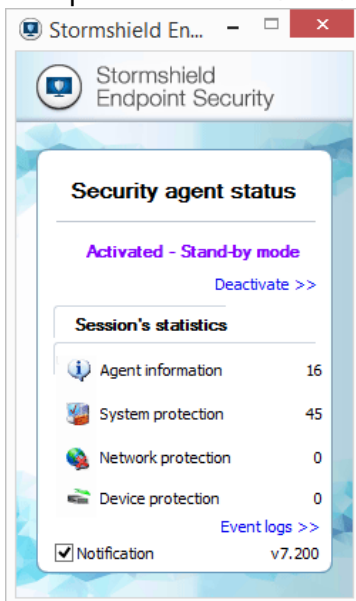 Stormshield En...
Stormshield
Endpoint Security
Security agent status
Activated - Stand-by mode
Deactivate >>
Session's statistics
Agent information 16
System protection 45
Network protection 0
Device protection 0
Event logs >>
Notification v7.200